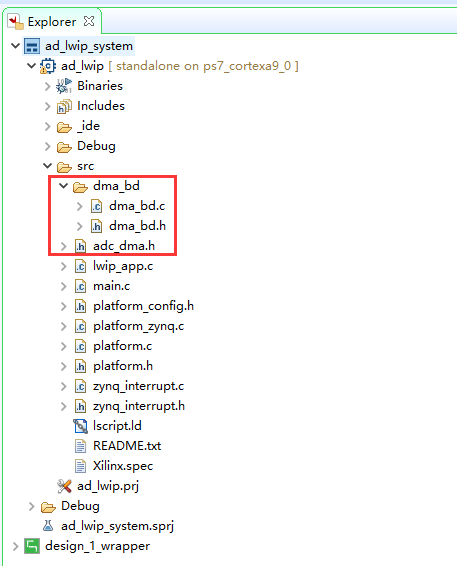 Explorer
ad_lwip_system
ad_lwip [ standalone on ps7_cortexa9_0 ]
Binaries
Includes
_ide
Debug
src
dma_bd
dma_bd.c
dma_bd.h
adc_dma.h
lwip_app.c
main.c
platform_config.h
platform_zynq.c
platform.c
platform.h
zynq_interrupt.c
zynq_interrupt.h
lscript.ld
README.txt
Xilinx.spec
ad_lwip.prj
Debug
ad_lwip_system.sprj
design_1_wrapper